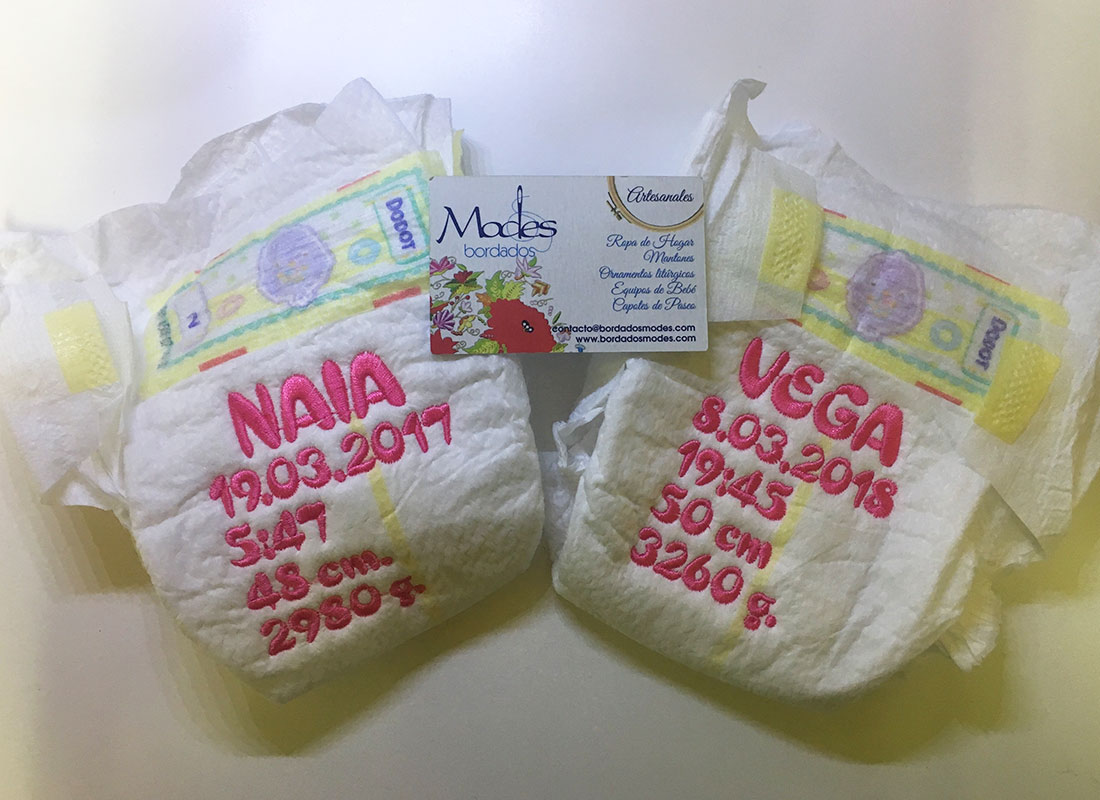 DODOT
2
NAIA
19.03.2017
5:47
48 cm.
2980 g.
Modes
bordados
Artesanales
Ropa de Hogar
Mantones
Ornamentos litúrgicos
Equipos de Bebé
Capotes de Paseo
contacto@bordadosmodes.com
www.bordadosmodes.com
DODOT
VEGA
8.03.2018
19:45
50 cm
3260 g.